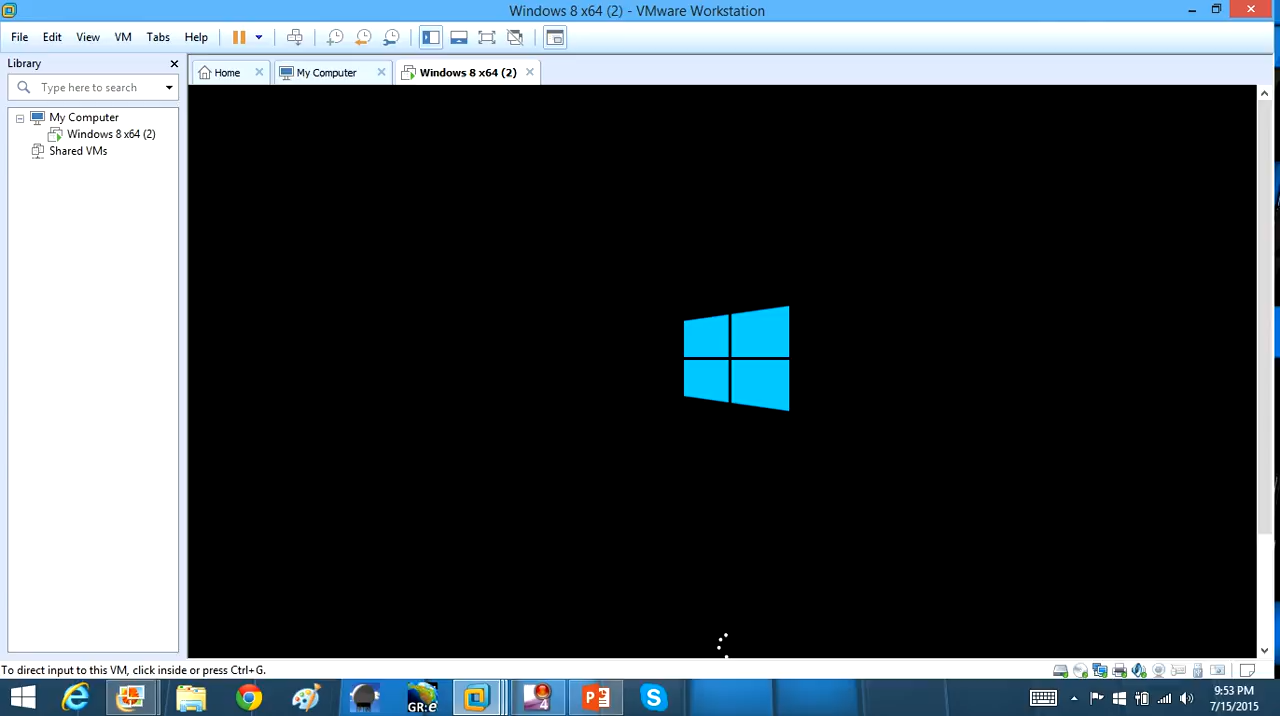 Windows 8 x64 (2) - VMware Workstation
File Edit View VM Tabs Help
Library
Type here to search
My Computer
Windows 8 x64 (2)
Shared VMs
Home My Computer Windows 8 x64 (2)
To direct input to this VM, click inside or press Ctrl+G.
GR:e
4
P
S
9:53 PM
7/15/2015